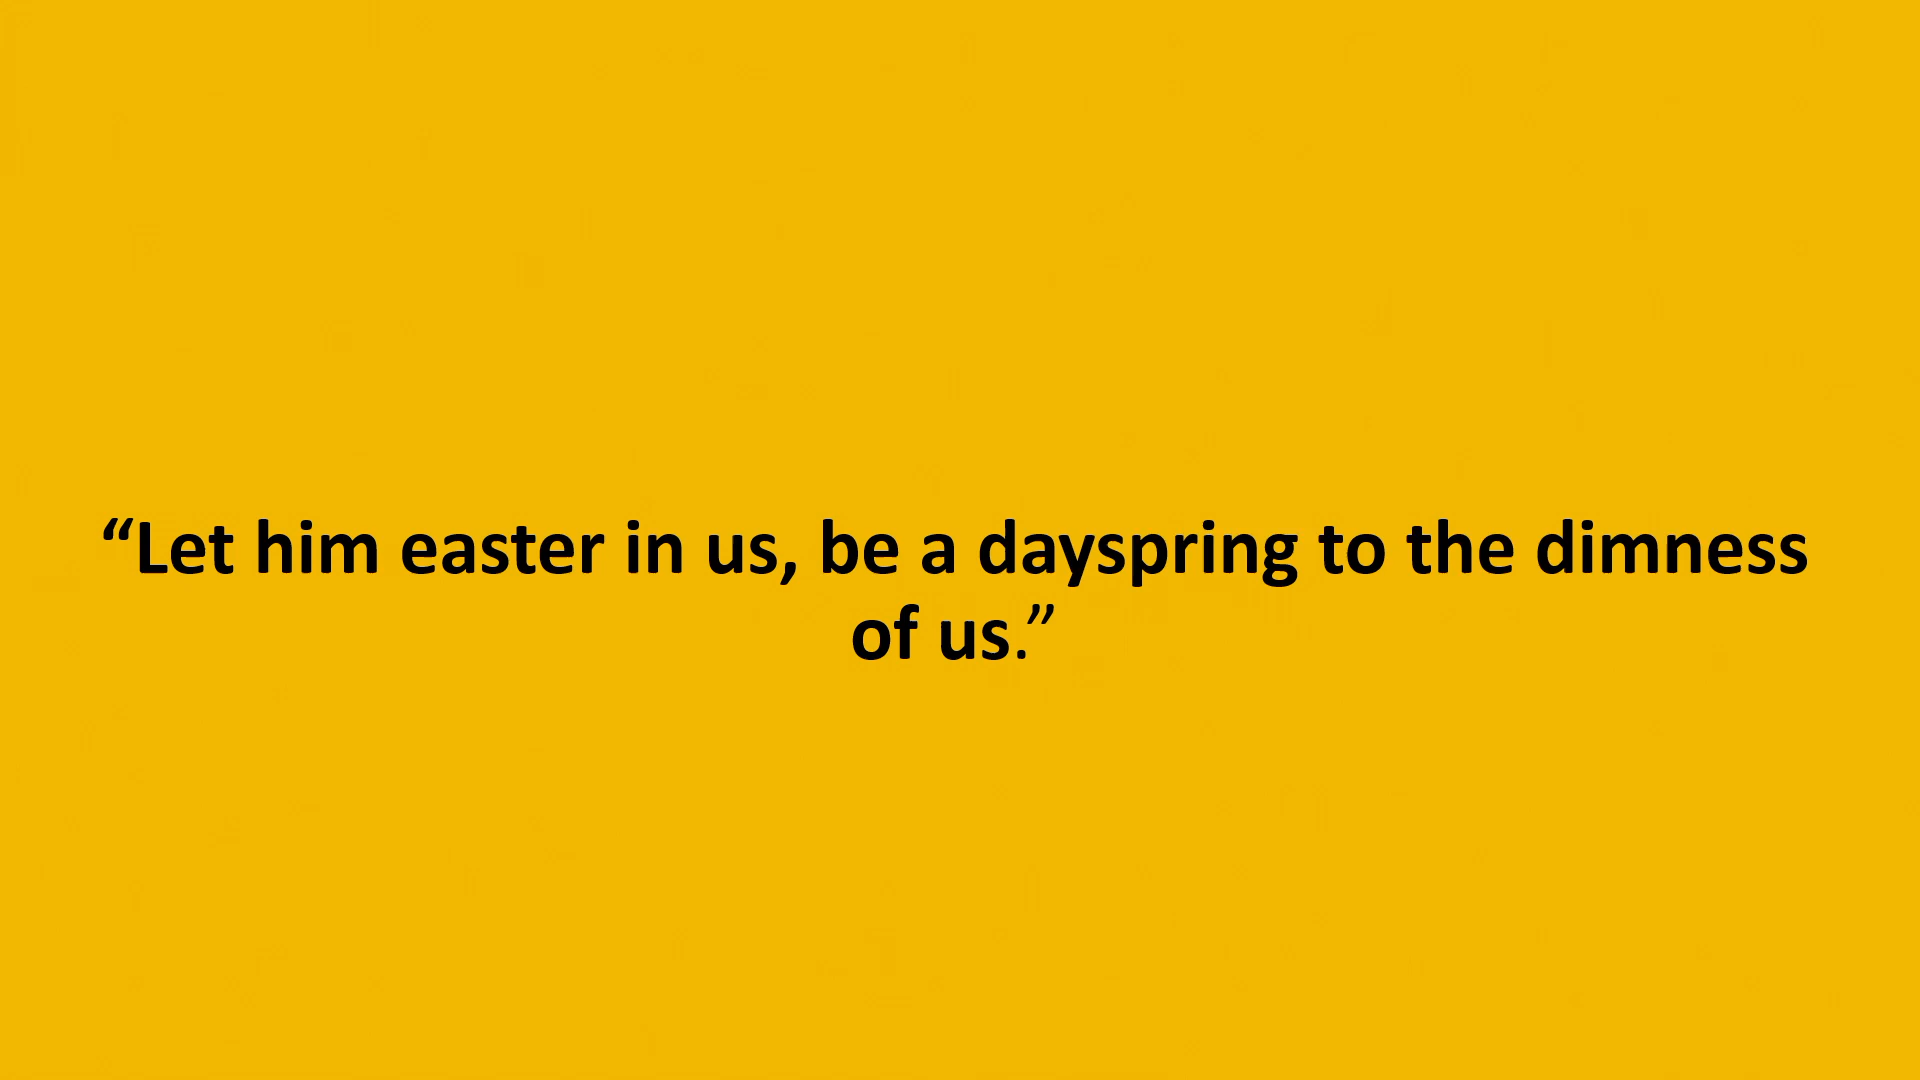 “Let him easter in us, be a dayspring to the dimness
of us.”